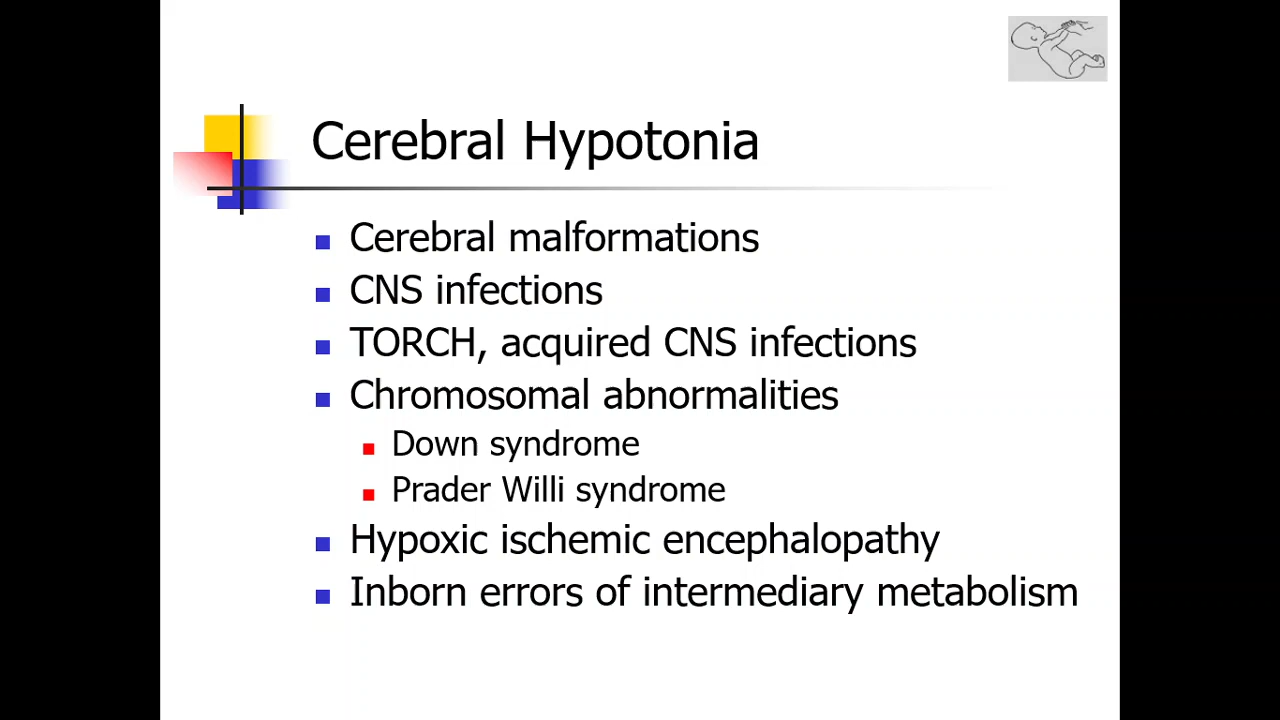 Cerebral Hypotonia
Cerebral malformations
CNS infections
TORCH, acquired CNS infections
Chromosomal abnormalities
Down syndrome
Prader Willi syndrome
Hypoxic ischemic encephalopathy
Inborn errors of intermediary metabolism